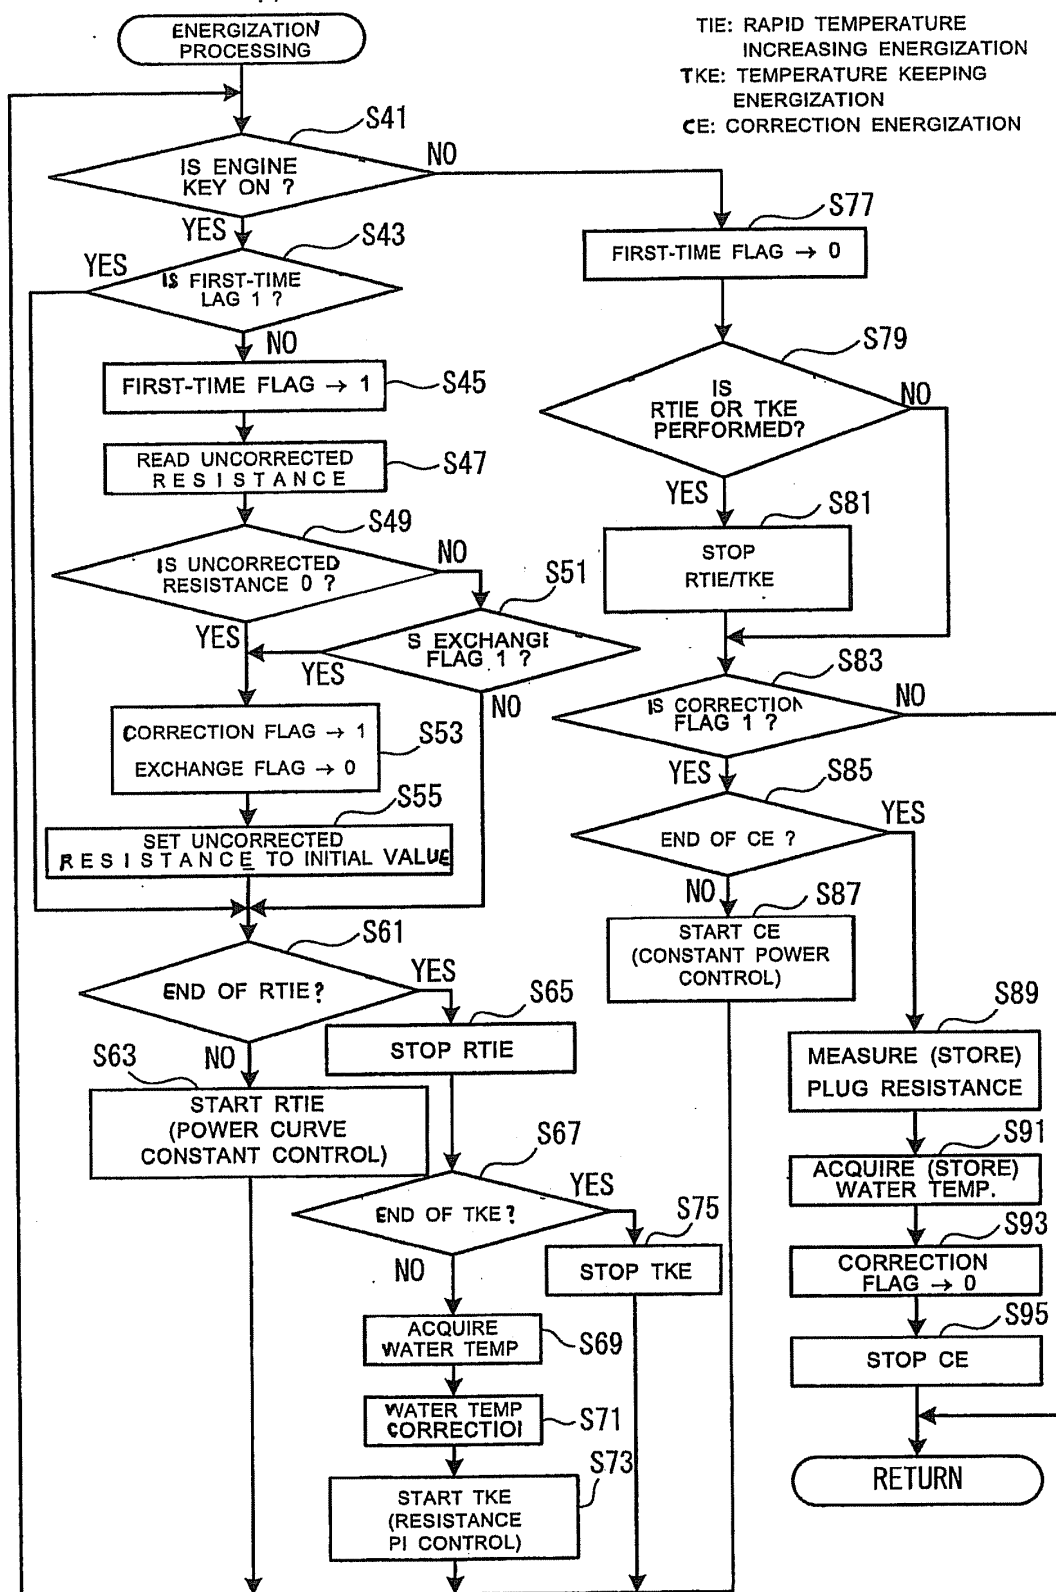 ENERGIZATION
PROCESSING
TIE: RAPID TEMPERATURE
INCREASING ENERGIZATION
TKE: TEMPERATURE KEEPING
ENERGIZATION
CE: CORRECTION ENERGIZATION
S41
IS ENGINE
KEY ON ?
NO
YES
S43
YES
IS FIRST-TIME
LAG 1 ?
NO
FIRST-TIME FLAG → 1
S45
READ UNCORRECTED
RESISTANCE
S47
S49
IS UNCORRECTED
RESISTANCE 0 ?
NO
YES
S51
S EXCHANGE
FLAG 1 ?
YES
NO
CORRECTION FLAG → 1
EXCHANGE FLAG → 0
S53
S55
SET UNCORRECTED
RESISTANCE TO INITIAL VALUE
S61
END OF RTIE?
YES
NO
S63
START RTIE
(POWER CURVE
CONSTANT CONTROL)
S65
STOP RTIE
S67
END OF TKE?
YES
NO
S75
STOP TKE
ACQUIRE
WATER TEMP
S69
WATER TEMP
CORRECTIO
S71
S73
START TKE
(RESISTANCE
PI CONTROL)
S77
FIRST-TIME FLAG → 0
S79
IS
RTIE OR TKE
PERFORMED?
NO
YES
S81
STOP
RTIE/TKE
S83
IS CORRECTION
FLAG 1 ?
NO
YES
S85
END OF CE ?
YES
NO
S87
START CE
(CONSTANT POWER
CONTROL)
S89
MEASURE (STORE)
PLUG RESISTANCE
S91
ACQUIRE (STORE)
WATER TEMP.
S93
CORRECTION
FLAG → 0
S95
STOP CE
RETURN